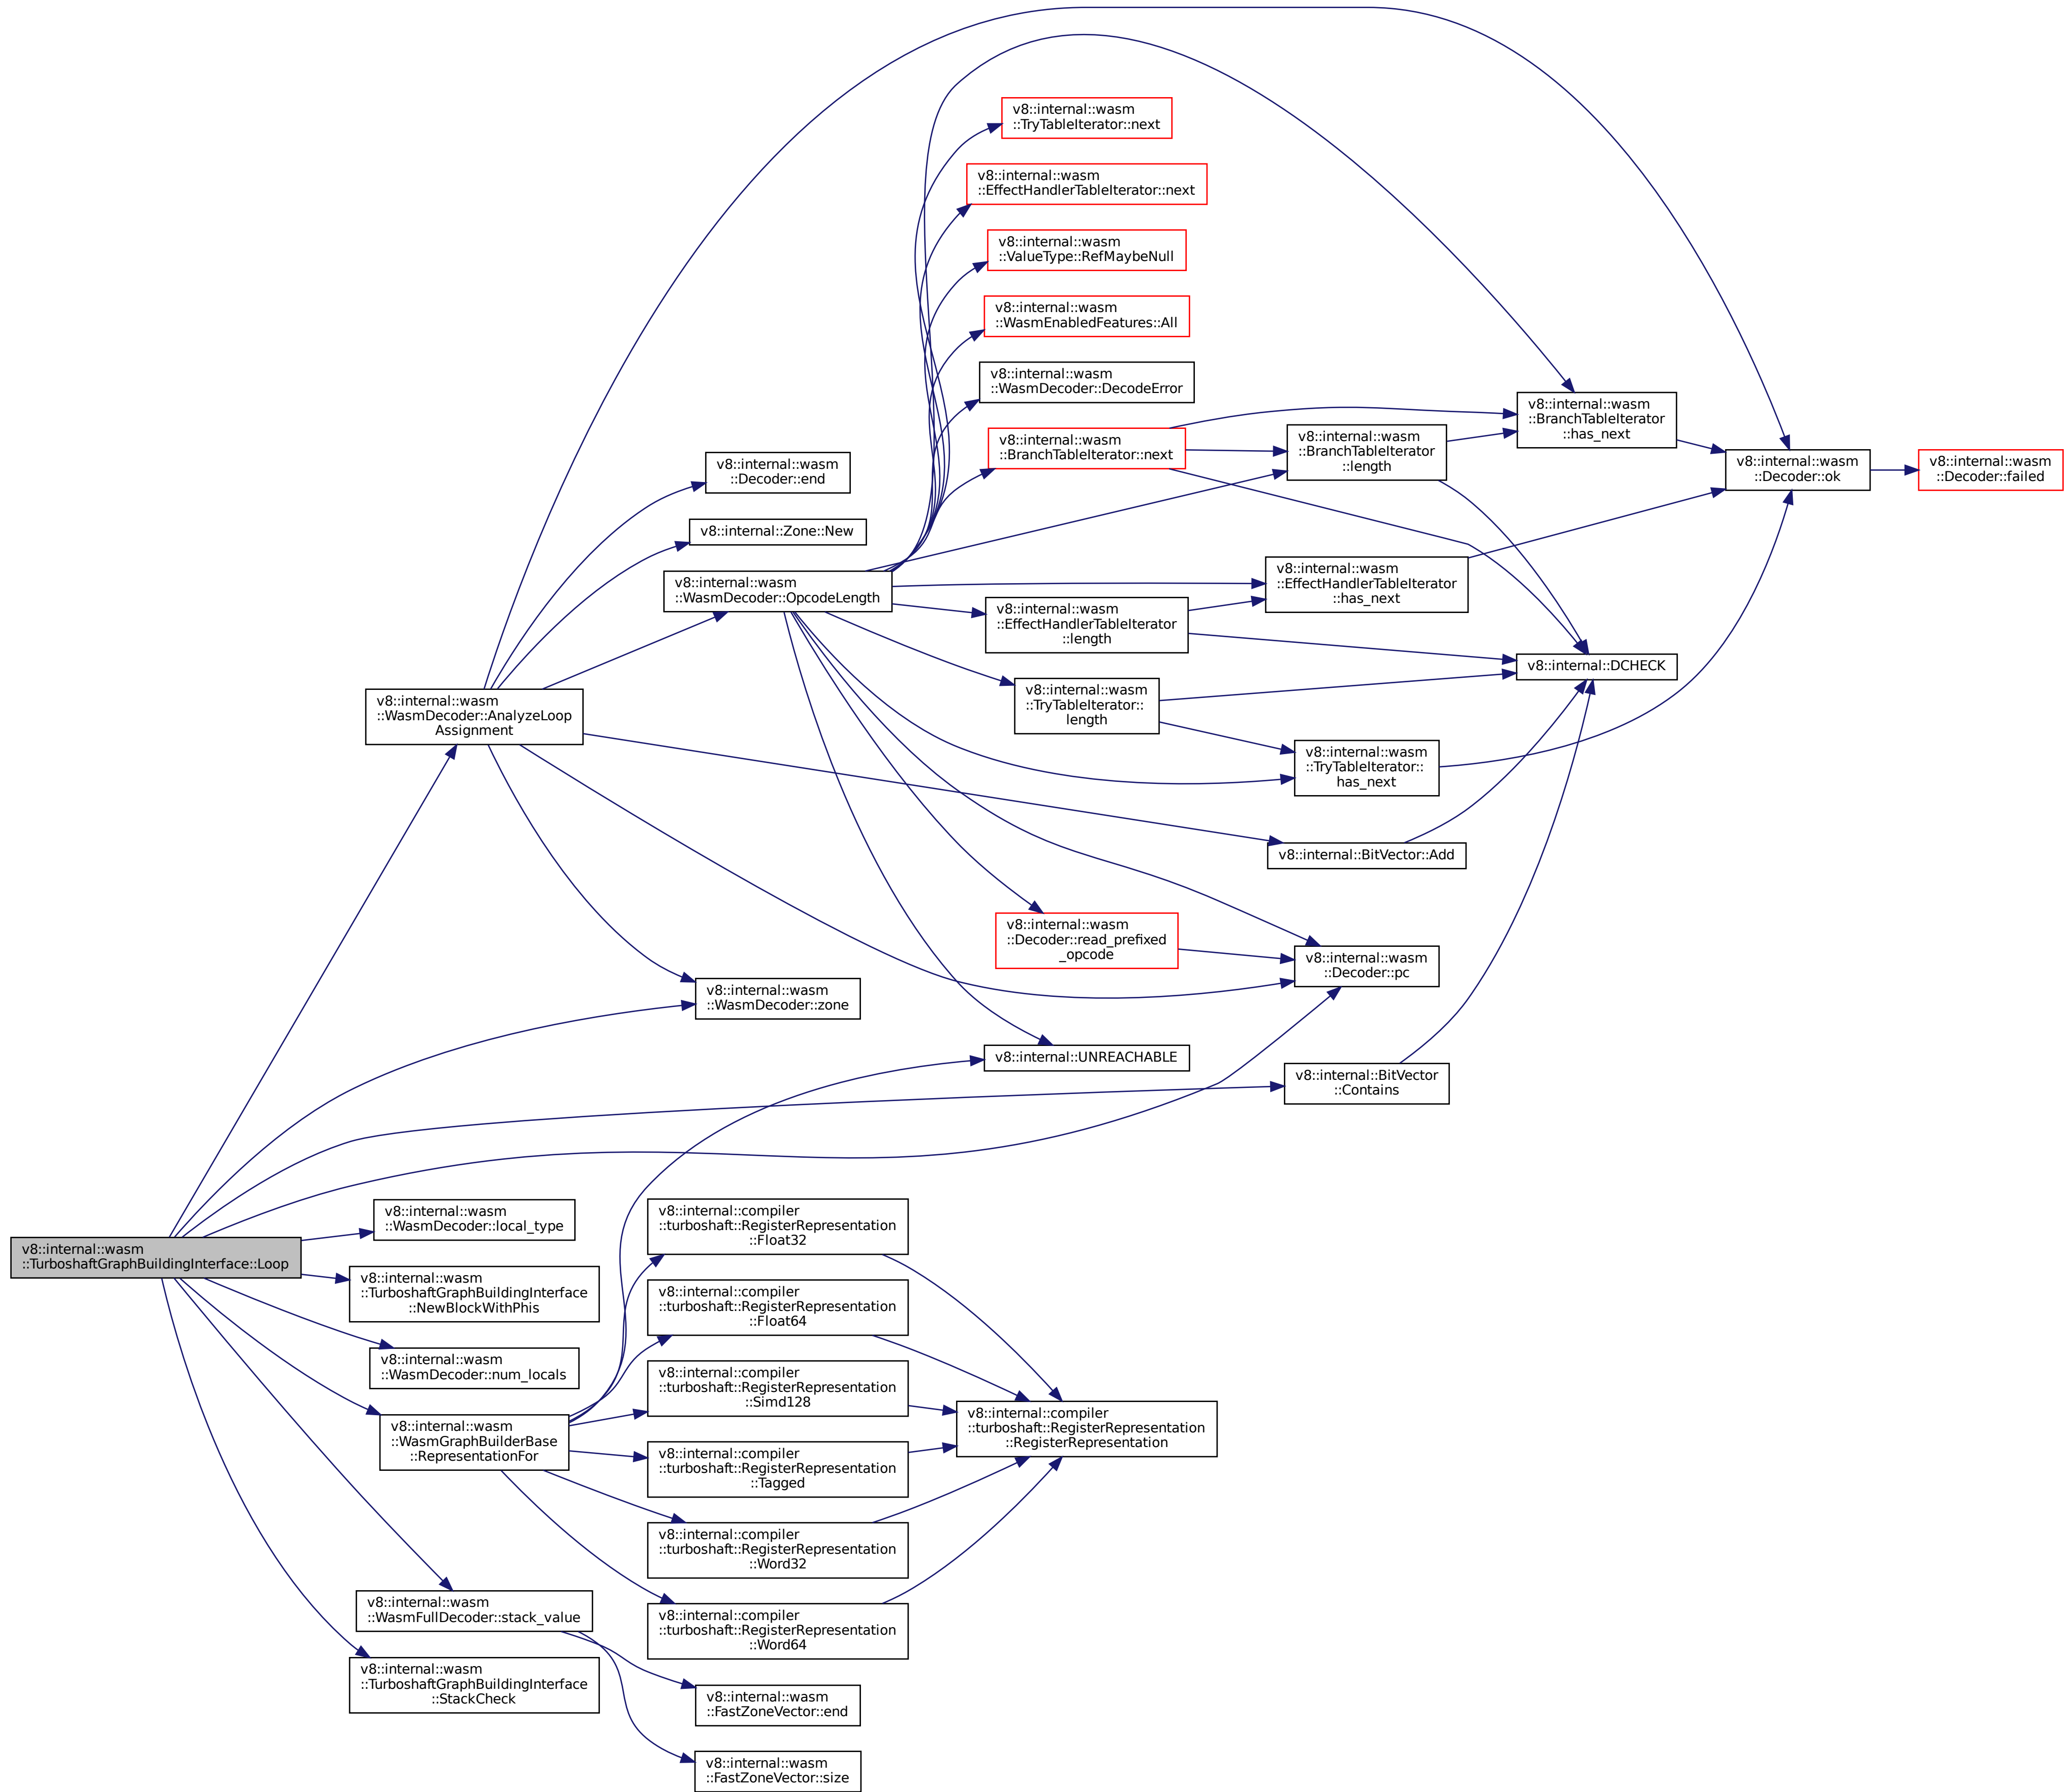 v8::internal::wasm
::TryTableIterator::next
v8::internal::wasm
::EffectHandlerTableIterator::next
v8::internal::wasm
::ValueType::RefMaybeNull
v8::internal::wasm
::WasmEnabledFeatures::All
v8::internal::wasm
::WasmDecoder::DecodeError
v8::internal::wasm
::BranchTableIterator::next
v8::internal::wasm
::BranchTableIterator
::length
v8::internal::wasm
::BranchTableIterator
::has_next
v8::internal::wasm
::Decoder::ok
v8::internal::wasm
::Decoder::failed
v8::internal::wasm
::Decoder::end
v8::internal::Zone::New
v8::internal::wasm
::WasmDecoder::OpcodeLength
v8::internal::wasm
::EffectHandlerTableIterator
::has_next
v8::internal::wasm
::EffectHandlerTableIterator
::length
v8::internal::DCHECK
v8::internal::wasm
::TryTableIterator::
length
v8::internal::wasm
::WasmDecoder::AnalyzeLoop
Assignment
v8::internal::wasm
::TryTableIterator::
has_next
v8::internal::BitVector::Add
v8::internal::wasm
::Decoder::read_prefixed
_opcode
v8::internal::wasm
::Decoder::pc
v8::internal::wasm
::WasmDecoder::zone
v8::internal::UNREACHABLE
v8::internal::BitVector
::Contains
v8::internal::wasm
::WasmDecoder::local_type
v8::internal::wasm
::TurboshaftGraphBuildingInterface::Loop
v8::internal::wasm
::TurboshaftGraphBuildingInterface
::NewBlockWithPhis
v8::internal::wasm
::WasmDecoder::num_locals
v8::internal::wasm
::WasmGraphBuilderBase
::RepresentationFor
v8::internal::compiler
::turboshaft::RegisterRepresentation
::Float32
v8::internal::compiler
::turboshaft::RegisterRepresentation
::Float64
v8::internal::compiler
::turboshaft::RegisterRepresentation
::Simd128
v8::internal::compiler
::turboshaft::RegisterRepresentation
::Tagged
v8::internal::compiler
::turboshaft::RegisterRepresentation
::Word32
v8::internal::compiler
::turboshaft::RegisterRepresentation
::Word64
v8::internal::compiler
::turboshaft::RegisterRepresentation
::RegisterRepresentation
v8::internal::wasm
::WasmFullDecoder::stack_value
v8::internal::wasm
::TurboshaftGraphBuildingInterface
::StackCheck
v8::internal::wasm
::FastZoneVector::end
v8::internal::wasm
::FastZoneVector::size